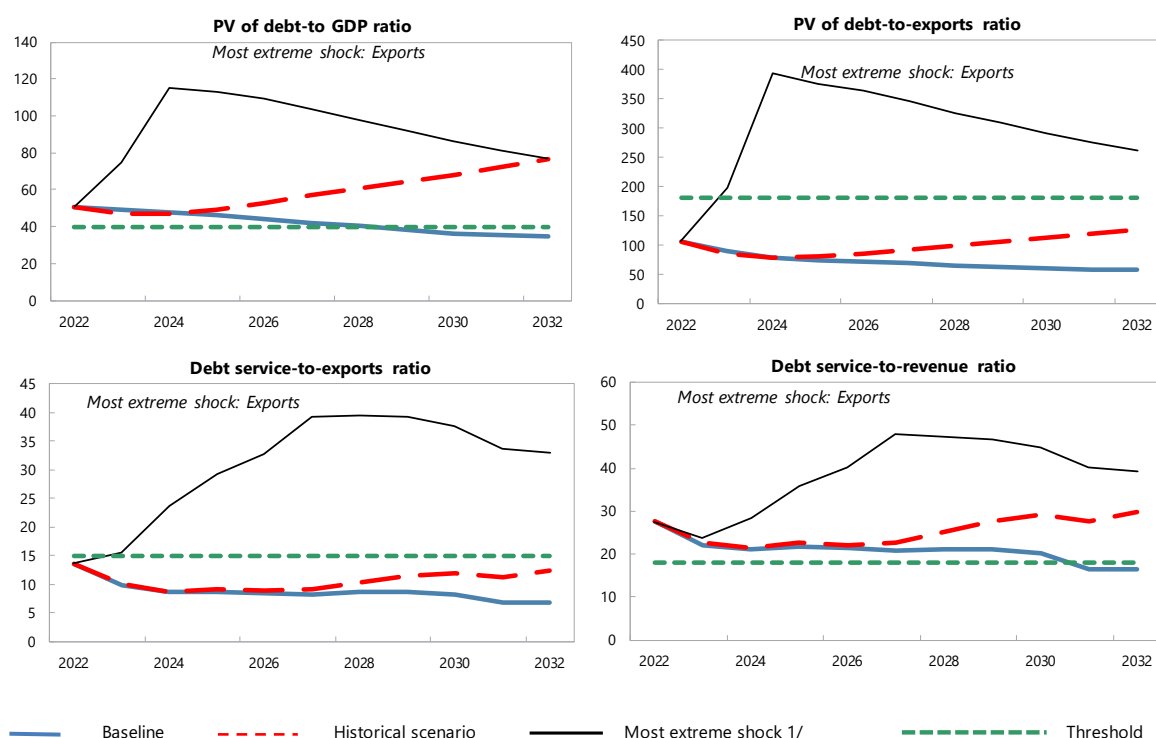 PV of debt-to GDP ratio
Most extreme shock: Exports
140
120
100
80
60
40
20
0
2022 2024 2026 2028 2030 2032
PV of debt-to-exports ratio
Most extreme shock: Exports
450
400
350
300
250
200
150
100
50
0
2022 2024 2026 2028 2030 2032
Debt service-to-exports ratio
Most extreme shock: Exports
45
40
35
30
25
20
15
10
5
0
2022 2024 2026 2028 2030 2032
Debt service-to-revenue ratio
Most extreme shock: Exports
60
50
40
30
20
10
0
2022 2024 2026 2028 2030 2032
Baseline Historical scenario Most extreme shock 1/ Threshold